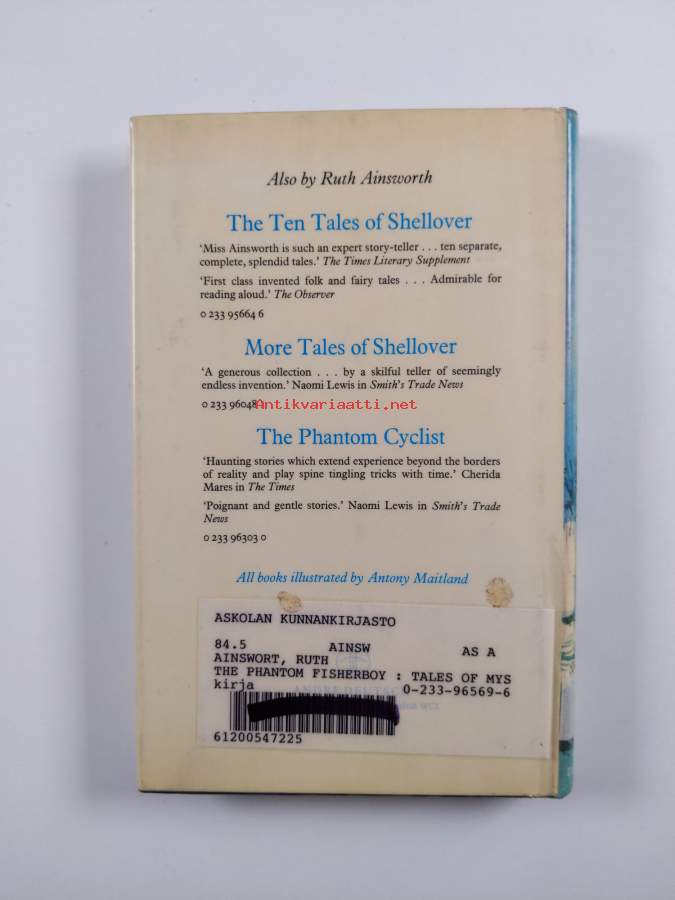 Also by Ruth Ainsworth
The Ten Tales of Shellover
‘Miss Ainsworth is such an expert story-teller . . . ten separate,
complete, splendid tales.’ The Times Literary Supplement
‘First class invented folk and fairy tales . . . Admirable for
reading aloud.’ The Observer
0 233 95664 6
More Tales of Shellover
‘A generous collection . . . by a skilful teller of seemingly
endless invention.’ Naomi Lewis in Smith's Trade News
0 233 96048
Antikvariaatti.net
The Phantom Cyclist
‘Haunting stories which extend experience beyond the borders
of reality and play spine tingling tricks with time.’ Cherida
Mares in The Times
‘Poignant and gentle stories.’ Naomi Lewis in Smith's Trade
News
0 233 96303 0
All books illustrated by Antony Maitland
ASKOLAN KUNNANKIRJASTO
84.5 AINSW AS A
AINSWORT, RUTH
THE PHANTOM FISHERBOY : TALES OF MYS
kirja 0-233-96569-6
ANDRE DEUTSC
WC1
61200547225